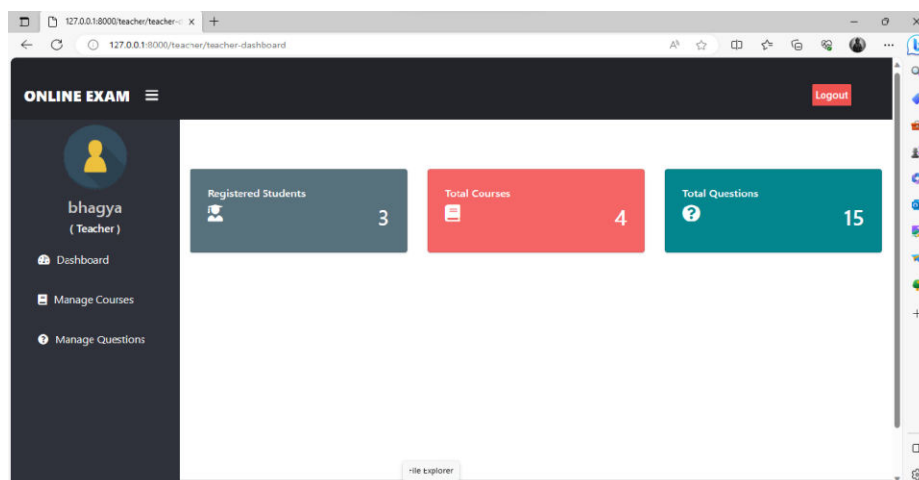 127.0.0.1:8000/teacher/teacher-c
127.0.0.1:8000/teacher/teacher-dashboard
ONLINE EXAM
Logout
bhagya
( Teacher )
Dashboard
Manage Courses
Manage Questions
Registered Students
3
Total Courses
4
Total Questions
15
File Explorer